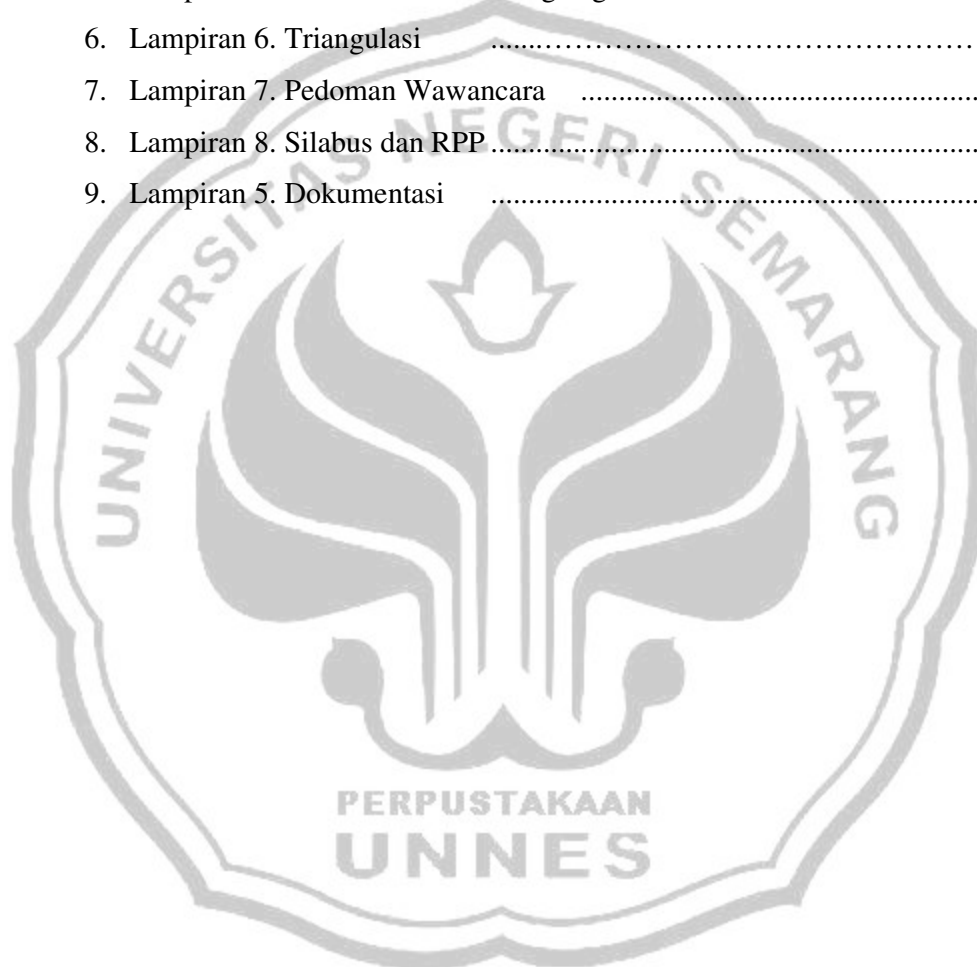 6. Lampiran 6. Triangulasi .......……………………………………
7. Lampiran 7. Pedoman Wawancara ......................................................
8. Lampiran 8. Silabus dan RPP ..................................................................
9. Lampiran 5. Dokumentasi ..................................................................
UNIVERSITAS NEGERI SEMARANG
PERPUSTAKAAN
UNNES